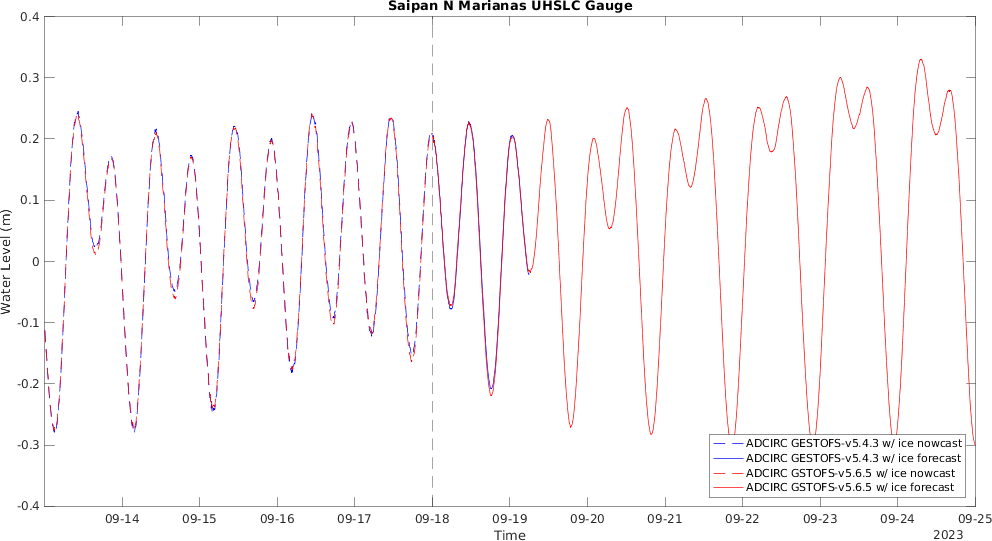 Saipan N Marianas UHSLC Gauge
0.4
0.3
0.2
0.1
0
-0.1
-0.2
-0.3
-0.4
Water Level (m)
ADCIRC GESTOFS-v5.4.3 w/ ice nowcast
ADCIRC GESTOFS-v5.4.3 w/ ice forecast
ADCIRC GSTOFS-v5.6.5 w/ ice nowcast
ADCIRC GSTOFS-v5.6.5 w/ ice forecast
09-14 09-15 09-16 09-17 09-18 09-19 09-20 09-21 09-22 09-23 09-24 09-25
Time
2023